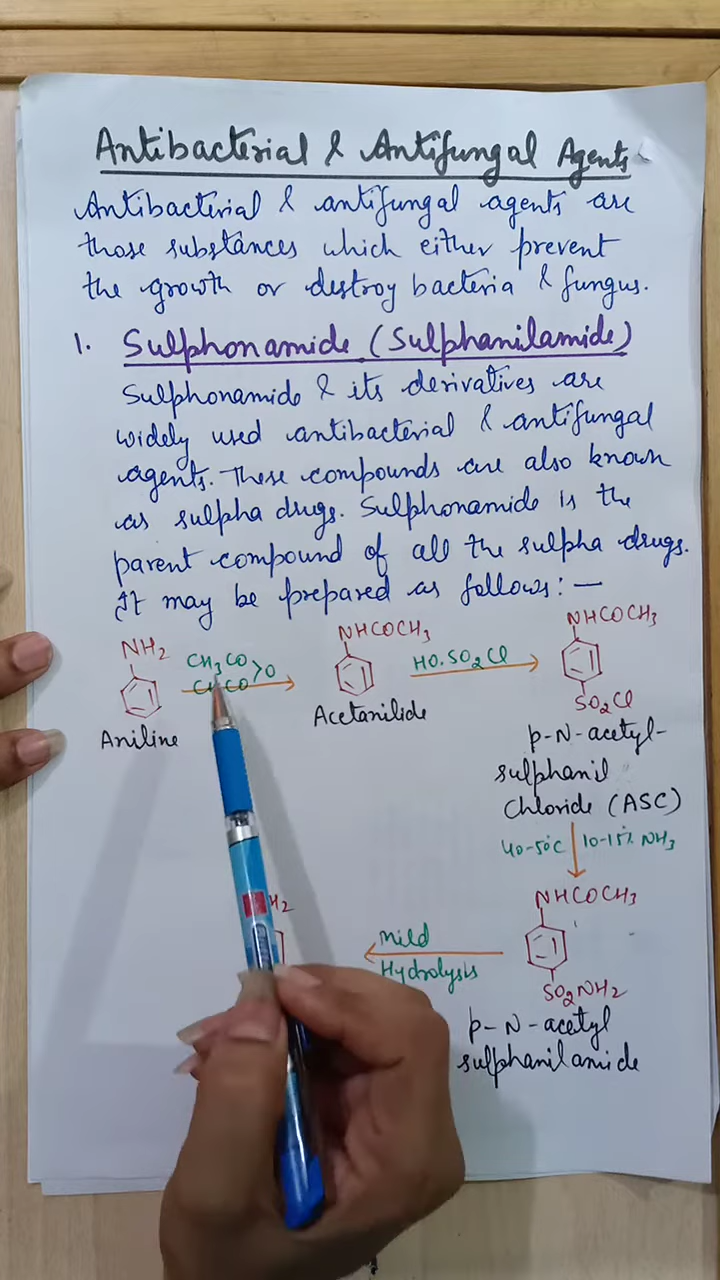 Antibacterial & Antifungal Agents
Antibacterial & antifungal agents are
those substances which either prevent
the growth or destroy bacteria & fungus.
1. Sulphonamide (Sulphanilamide)
Sulphonamide & its derivatives are
widely used antibacterial & antifungal
agents. These compounds are also known
as sulpha drugs. Sulphonamide is the
parent compound of all the sulpha drugs.
It may be prepared as follows: —
NH2
CH3CO
>O
CO
Aniline
NHCOCH3
Acetanilide
HO.SO2Cl
NHCOCH3
SO2Cl
p-N-acetyl-
sulphanil
Chloride (ASC)
40-50°C
10-15% NH3
NHCOCH3
SO2NH2
p-N-acetyl
sulphanilamide
Mild
Hydrolysis
H2